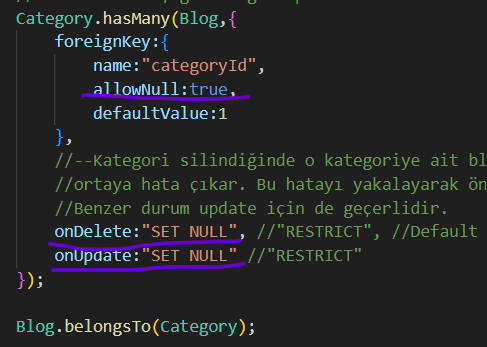 Category.hasMany(Blog,{
foreignKey:{
name:"categoryId",
allowNull:true,
defaultValue:1
},
//--Kategori silindiğinde o kategoriye ait
//ortaya hata çıkar. Bu hatayı yakalayarak
//Benzer durum update için de geçerlidir.
onDelete:"SET NULL", //"RESTRICT", //Default
onUpdate:"SET NULL" //"RESTRICT"
});
Blog.belongsTo(Category);